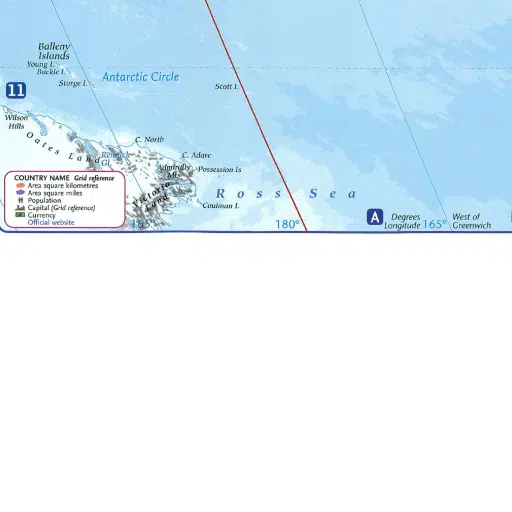 Balleny
Islands
Young I.
Buckle I.
Sturge I.
Antarctic Circle
Scott I.
11
Wilson
Hills
Oates Land
C. North
Rennick
Gl.
C. Adare
Admiralty
Mts
Possession Is
Victoria
Land
Coulman I.
Ross Sea
COUNTRY NAME Grid reference
Area square kilometres
Area square miles
Population
Capital (Grid reference)
Currency
Official website
165°
180°
A
Degrees
Longitude
165°
West of
Greenwich